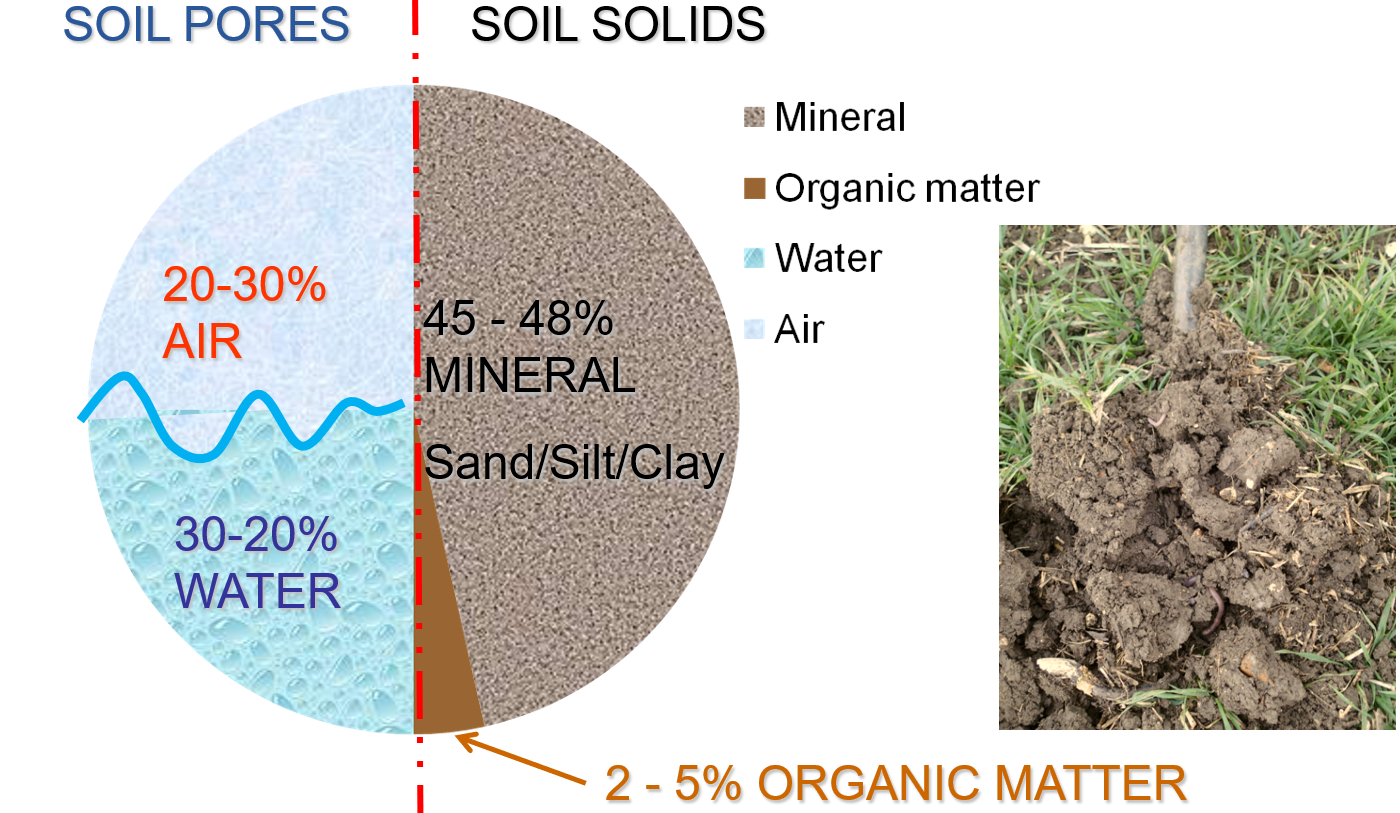 SOIL PORES
SOIL SOLIDS
Mineral
Organic matter
Water
Air
20-30%
AIR
45 - 48%
MINERAL
Sand/Silt/Clay
30-20%
WATER
2 - 5% ORGANIC MATTER